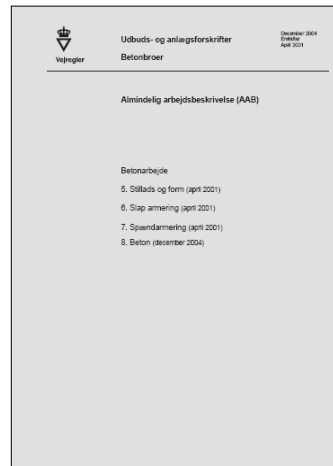 Vejregler
Udbuds- og anlægsforskrifter
Betonbroer
December 2004
Erstatter
April 2001
Almindelig arbejdsbeskrivelse (AAB)
Betonarbejde
5. Stillads og form (april 2001)
6. Slap armering (april 2001)
7. Spændarmering (april 2001)
8. Beton (december 2004)